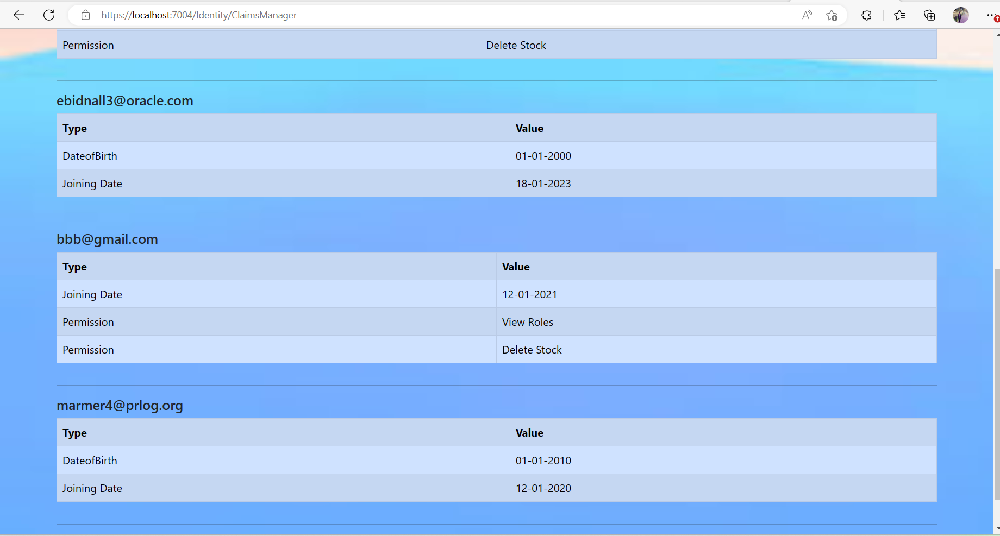 https://localhost:7004/Identity/ClaimsManager
Permission Delete Stock
ebidnall3@oracle.com
Type Value
DateofBirth 01-01-2000
Joining Date 18-01-2023
bbb@gmail.com
Type Value
Joining Date 12-01-2021
Permission View Roles
Permission Delete Stock
marmer4@prlog.org
Type Value
DateofBirth 01-01-2010
Joining Date 12-01-2020